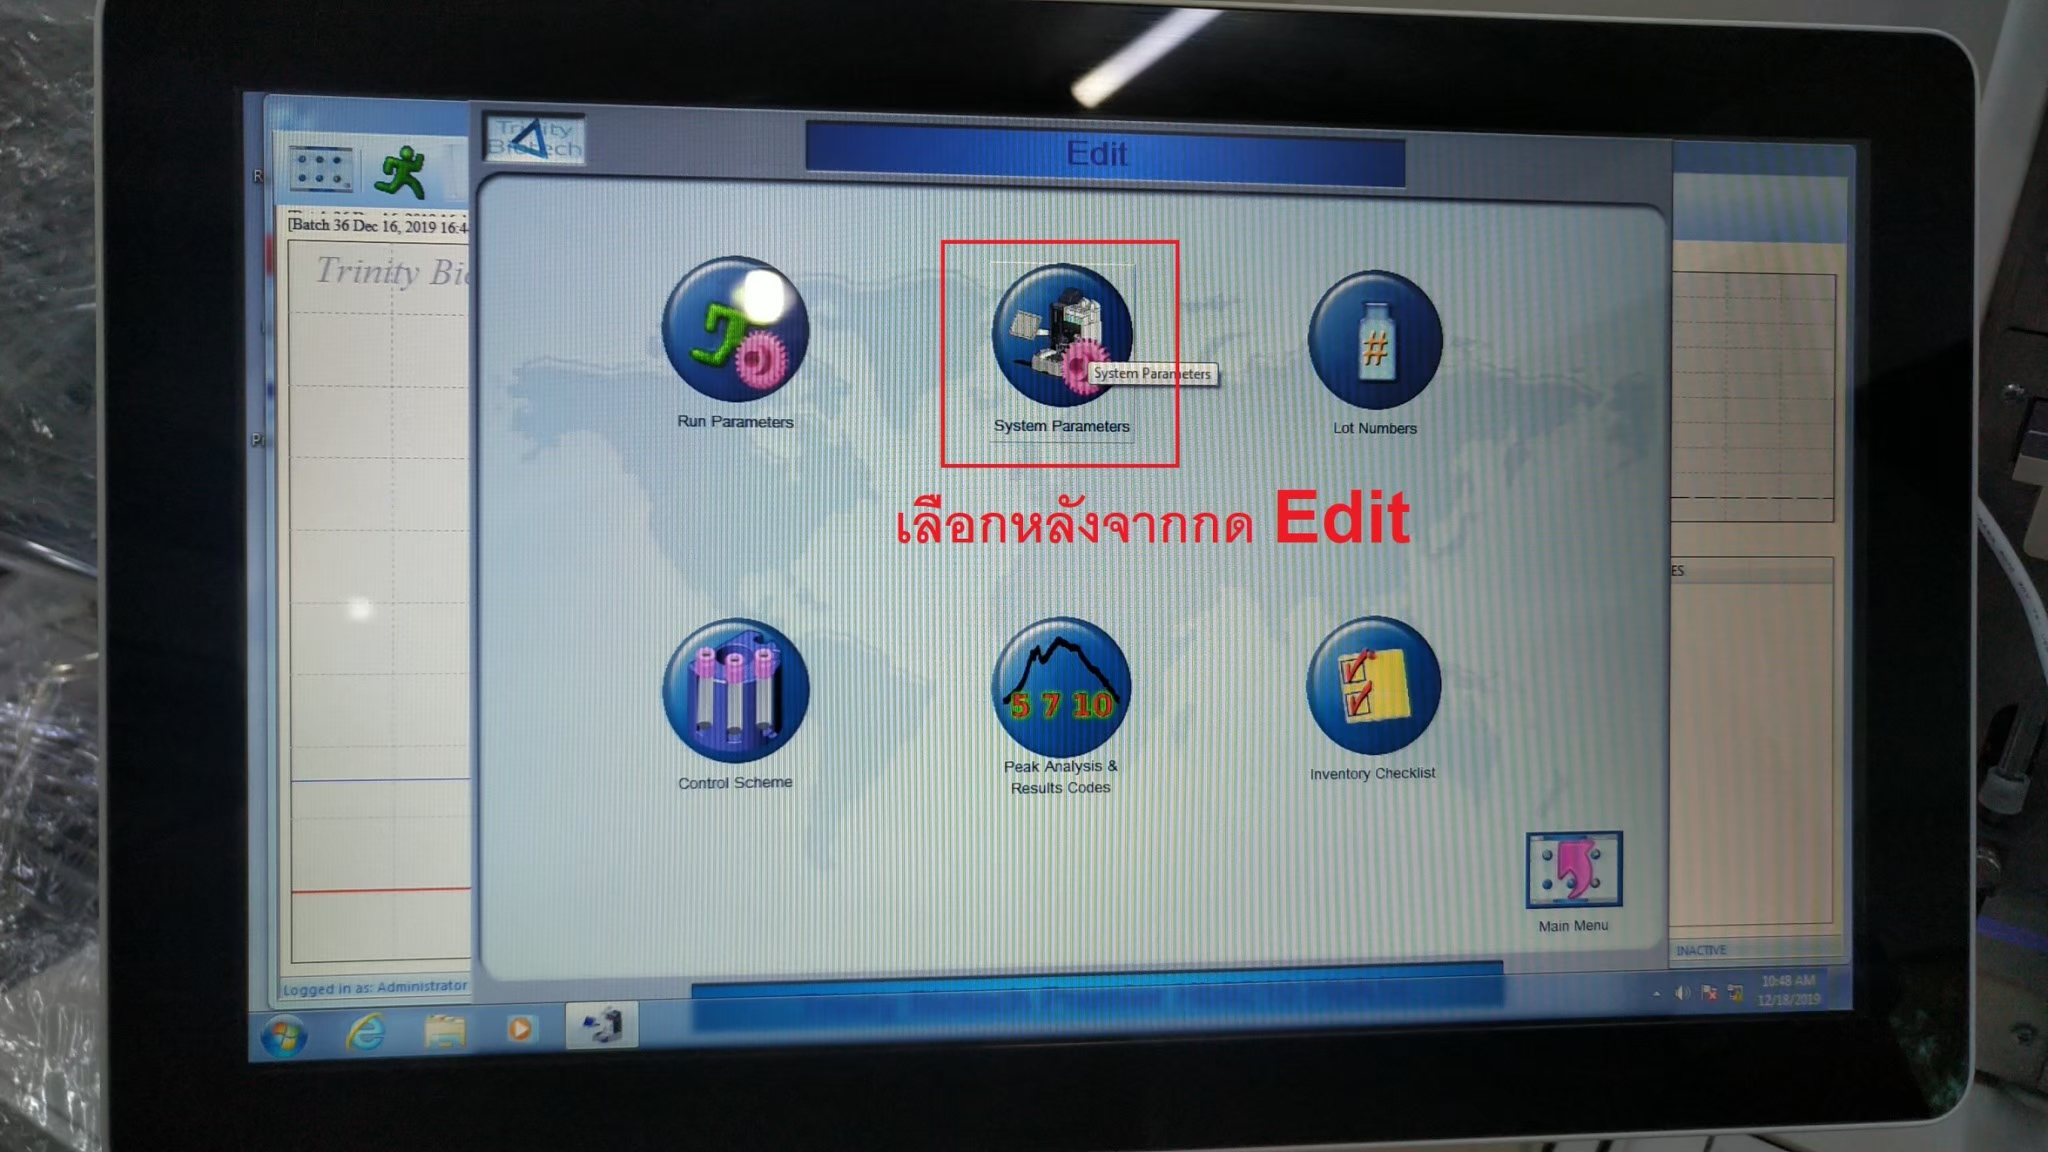 Trinity
Biotech
Edit
Batch 36 Dec 16, 2019 16:4
Trinity Bi
Run Parameters
System Parameters
System Parameters
Lot Numbers
#
เลือกหลังจากกด Edit
ES
5 7 10
Control Scheme
Peak Analysis &
Results Codes
Inventory Checklist
Main Menu
INACTIVE
Logged in as: Administrator
10:48 AM
12/18/2019